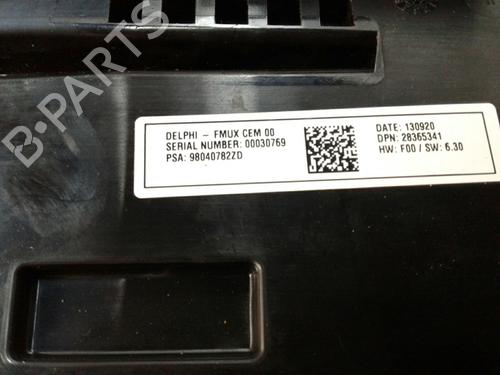 B-PARTS
DELPHI - FMUX CEM 00
SERIAL NUMBER: 00030769
PSA: 98040782ZD
DATE: 130920
DPN: 28365341
HW: F00 / SW: 6.30